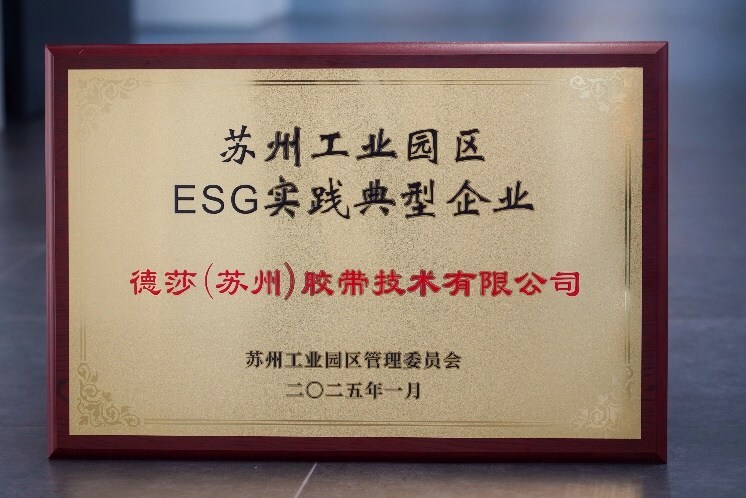 苏州工业园区
ESG实践典型企业
德莎(苏州)胶带技术有限公司
苏州工业园区管理委员会
二〇二五年一月